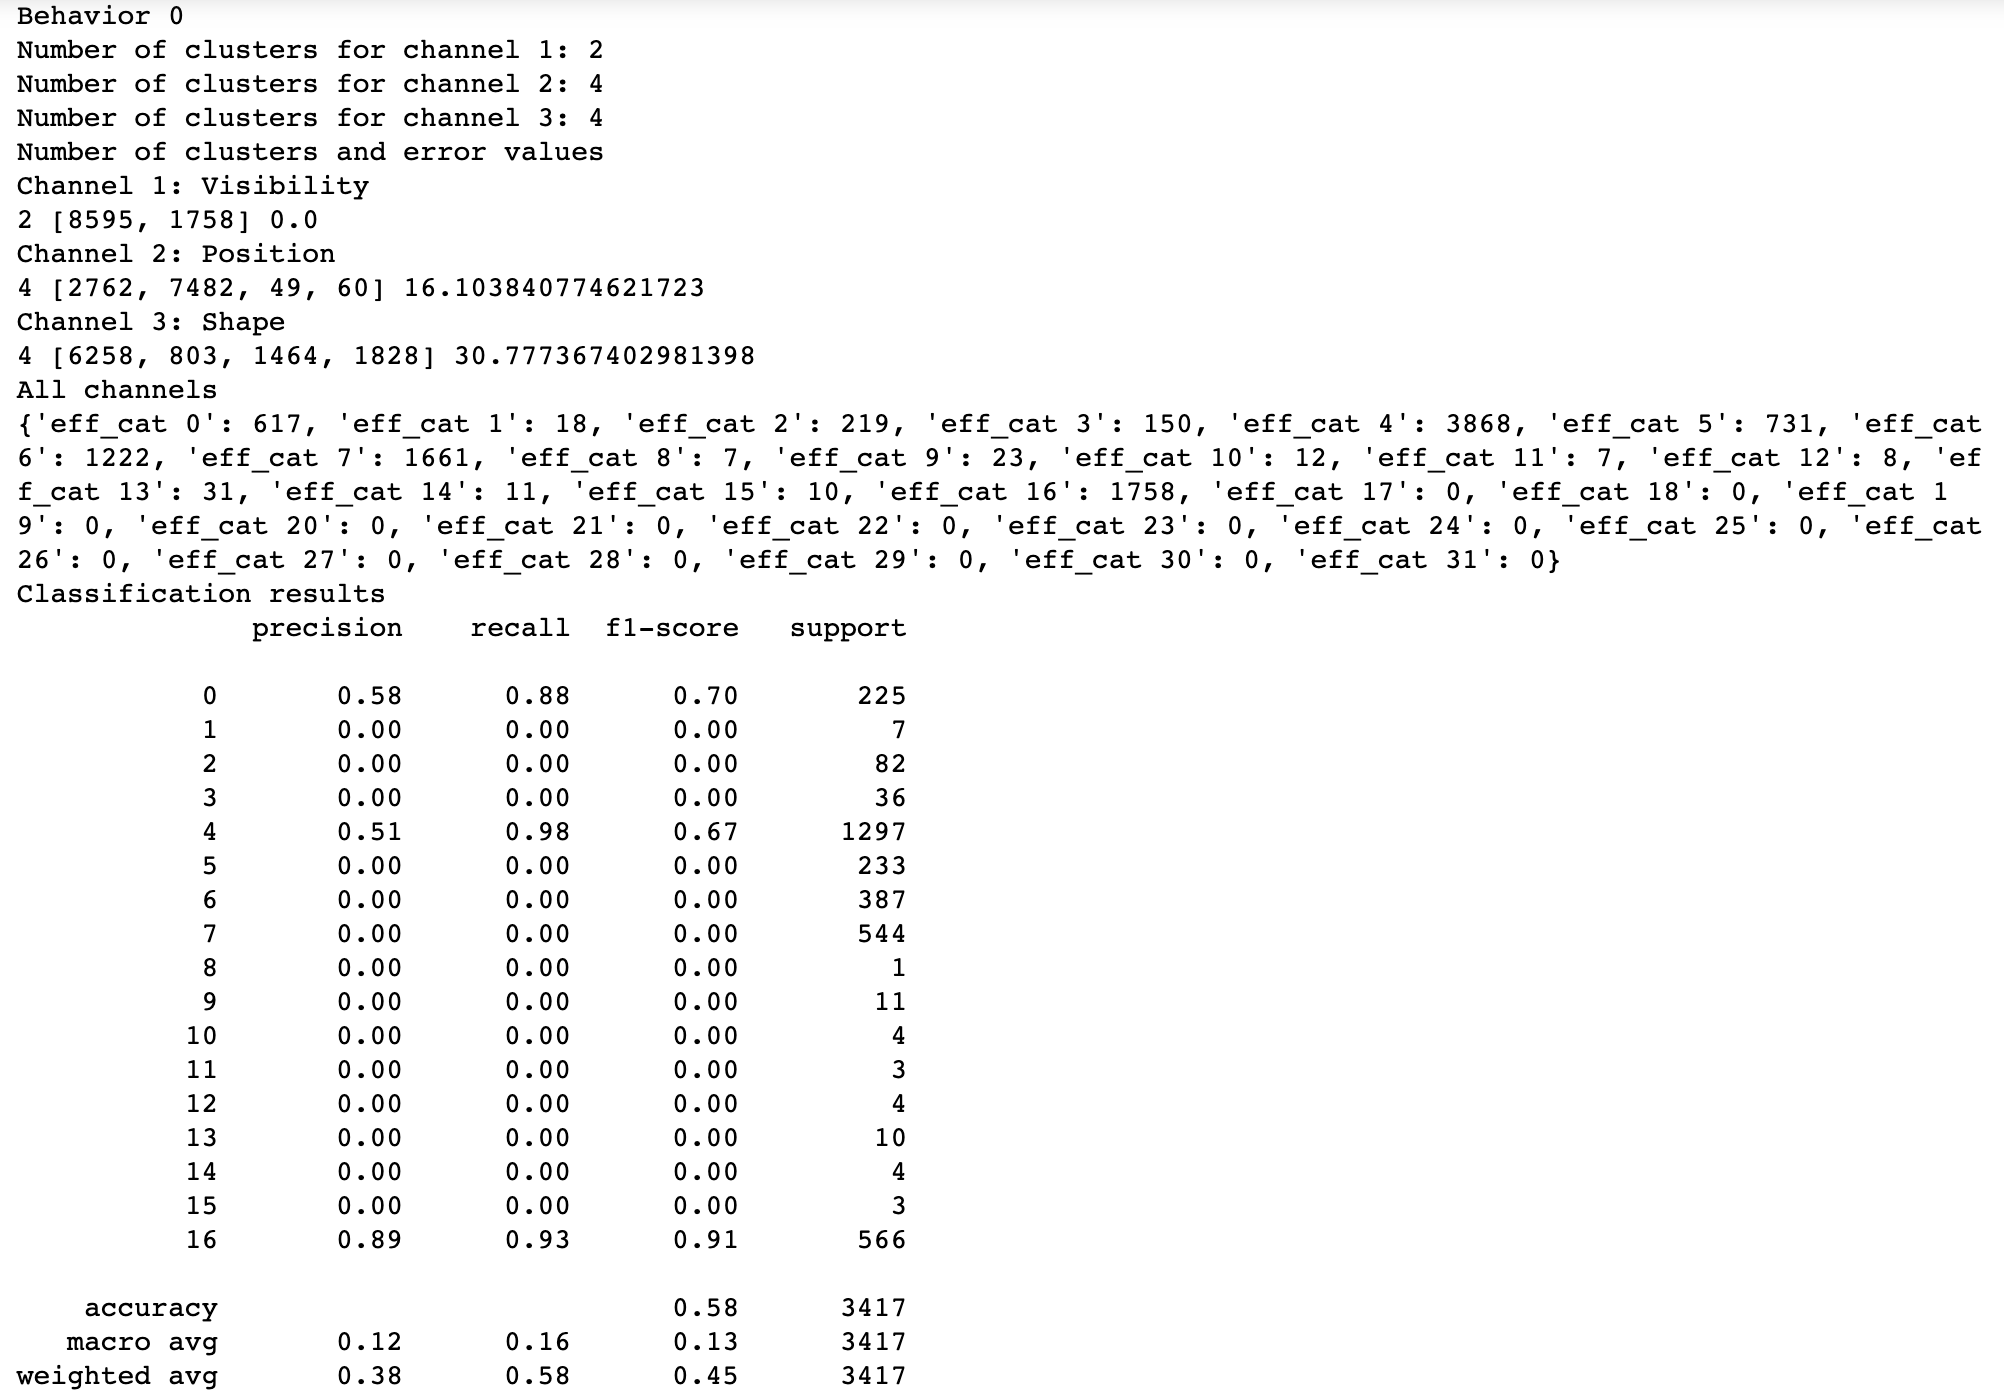 Behavior 0
Number of clusters for channel 1: 2
Number of clusters for channel 2: 4
Number of clusters for channel 3: 4
Number of clusters and error values
Channel 1: Visibility
2 [8595, 1758] 0.0
Channel 2: Position
4 [2762, 7482, 49, 60] 16.103840774621723
Channel 3: Shape
4 [6258, 803, 1464, 1828] 30.777367402981398
All channels
{'eff_cat 0': 617, 'eff_cat 1': 18, 'eff_cat 2': 219, 'eff_cat 3': 150, 'eff_cat 4': 3868, 'eff_cat 5': 731, 'eff_cat
6': 1222, 'eff_cat 7': 1661, 'eff_cat 8': 7, 'eff_cat 9': 23, 'eff_cat 10': 12, 'eff_cat 11': 7, 'eff_cat 12': 8, 'ef
f_cat 13': 31, 'eff_cat 14': 11, 'eff_cat 15': 10, 'eff_cat 16': 1758, 'eff_cat 17': 0, 'eff_cat 18': 0, 'eff_cat 1
9': 0, 'eff_cat 20': 0, 'eff_cat 21': 0, 'eff_cat 22': 0, 'eff_cat 23': 0, 'eff_cat 24': 0, 'eff_cat 25': 0, 'eff_cat
26': 0, 'eff_cat 27': 0, 'eff_cat 28': 0, 'eff_cat 29': 0, 'eff_cat 30': 0, 'eff_cat 31': 0}
Classification results
precision recall f1-score support
0 0.58 0.88 0.70 225
1 0.00 0.00 0.00 7
2 0.00 0.00 0.00 82
3 0.00 0.00 0.00 36
4 0.51 0.98 0.67 1297
5 0.00 0.00 0.00 233
6 0.00 0.00 0.00 387
7 0.00 0.00 0.00 544
8 0.00 0.00 0.00 1
9 0.00 0.00 0.00 11
10 0.00 0.00 0.00 4
11 0.00 0.00 0.00 3
12 0.00 0.00 0.00 4
13 0.00 0.00 0.00 10
14 0.00 0.00 0.00 4
15 0.00 0.00 0.00 3
16 0.89 0.93 0.91 566
accuracy 0.58 3417
macro avg 0.12 0.16 0.13 3417
weighted avg 0.38 0.58 0.45 3417